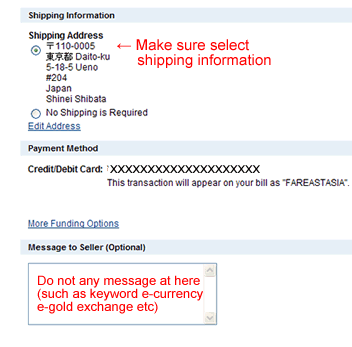 Shipping Information
Shipping Address
〒110-0005
東京都 Daito-ku
5-18-5 Ueno
#204
Japan
Shinei Shibata
← Make sure select
shipping information
No Shipping is Required
Edit Address
Payment Method
Credit/Debit Card: XXXXXXXXXXXXXXXXXXXX
This transaction will appear on your bill as "FAREASTASIA".
More Funding Options
Message to Seller (Optional)
Do not any message at here
(such as keyword e-currency
e-gold exchange etc)